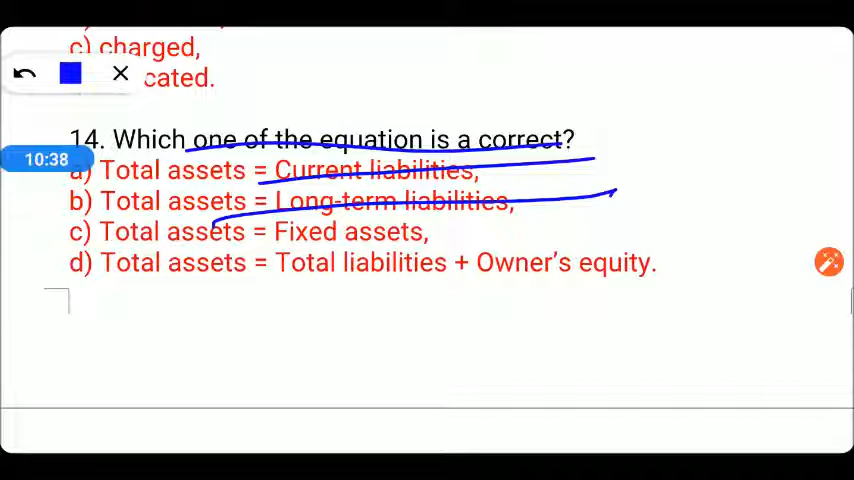 c) charged,
cated.
14. Which one of the equation is a correct?
10:38
a) Total assets = Current liabilities,
b) Total assets = Long-term liabilities,
c) Total assets = Fixed assets,
d) Total assets = Total liabilities + Owner's equity.